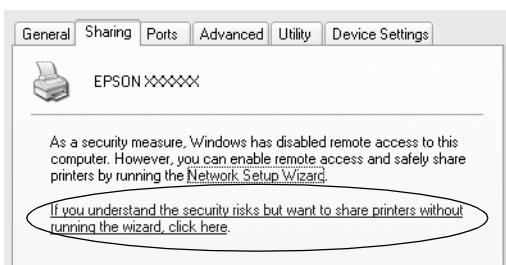 General Sharing Ports Advanced Utility Device Settings
EPSON XXXXXX
As a security measure, Windows has disabled remote access to this
computer. However, you can enable remote access and safely share
printers by running the Network Setup Wizard.
If you understand the security risks but want to share printers without
running the wizard, click here.